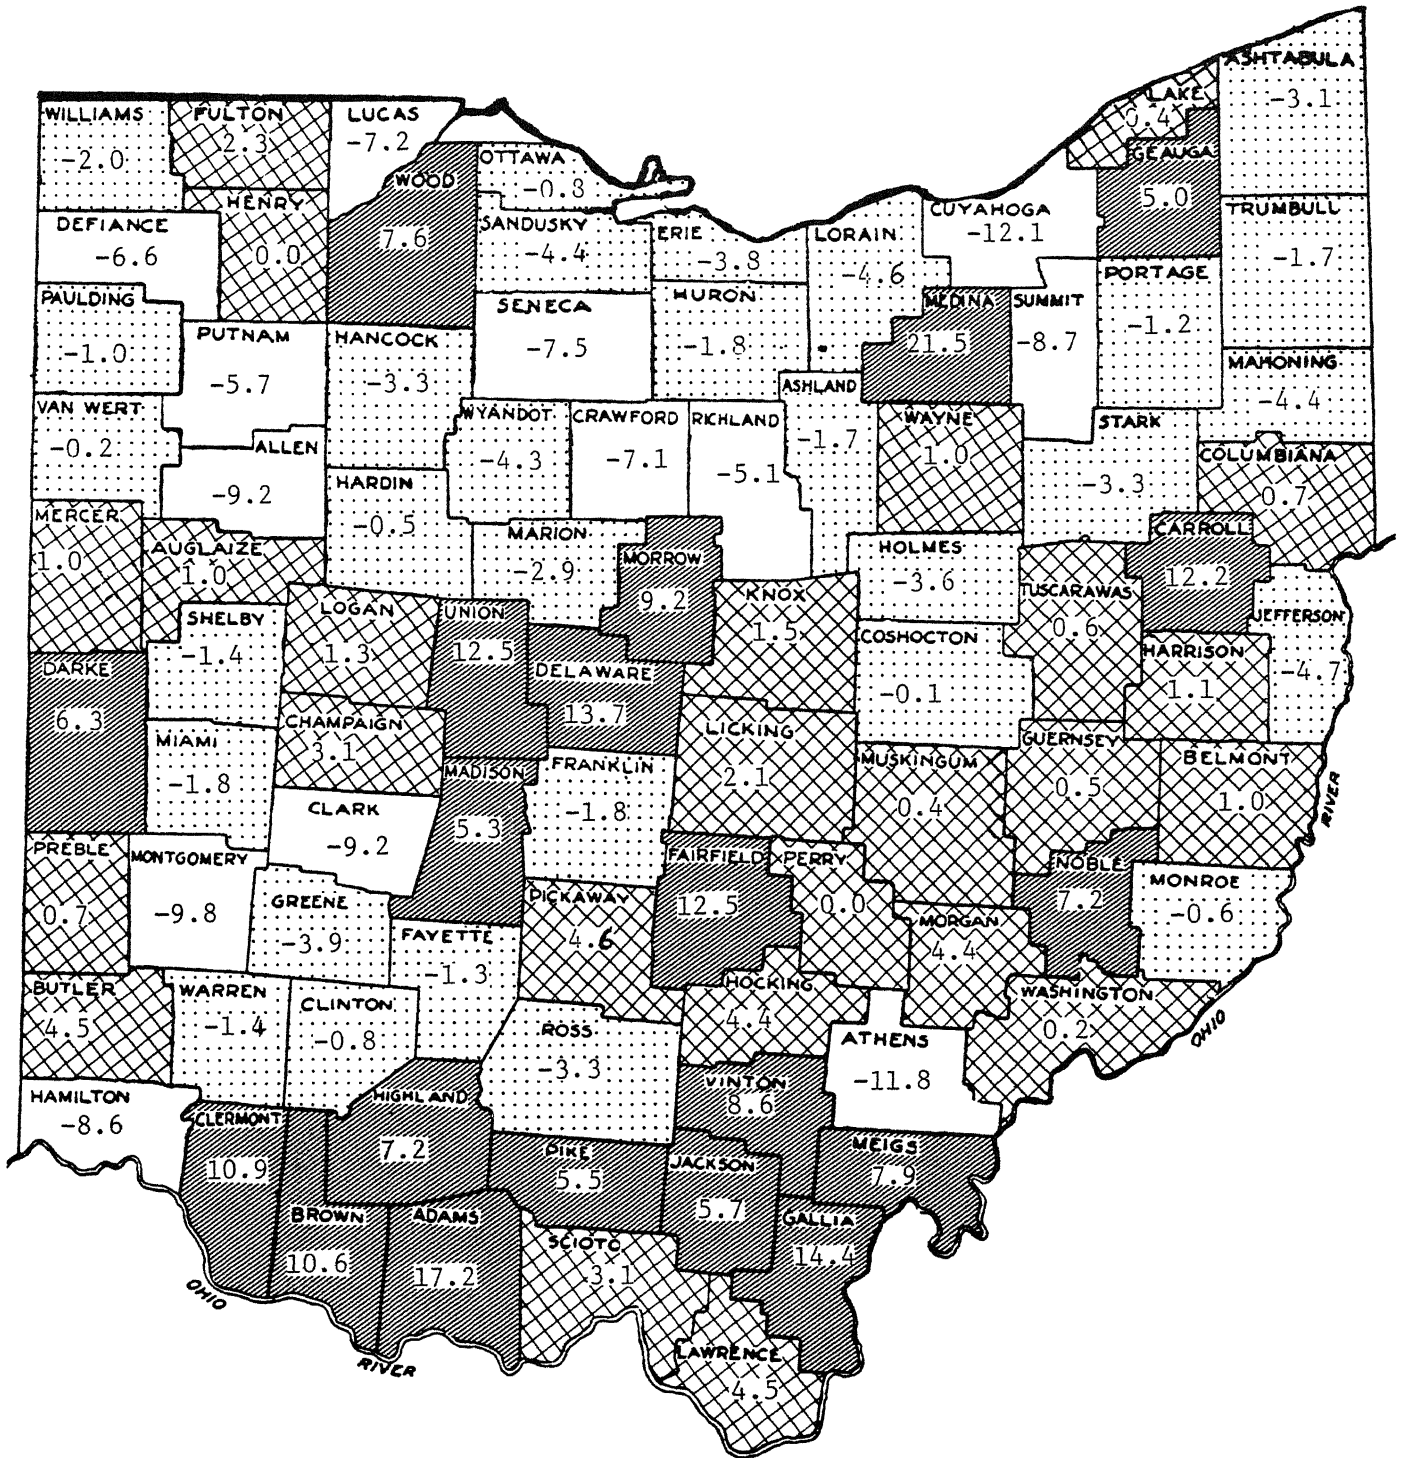 ASHTABULA
-3.1
LAKE
0.4
GEAUGA
5.0
WILLIAMS
-2.0
FULTON
2.3
LUCAS
-7.2
WOOD
7.6
OTTAWA
-0.8
HENRY
0.0
DEFIANCE
-6.6
SANDUSKY
-4.4
ERIE
-3.8
LORAIN
-4.6
CUYAHOGA
-12.1
TRUMBULL
-1.7
PAULDING
-1.0
PUTNAM
-5.7
HANCOCK
-3.3
SENECA
-7.5
HURON
-1.8
MEDINA
21.5
SUMMIT
-8.7
PORTAGE
-1.2
MAHONING
-4.4
VAN WERT
-0.2
ALLEN
-9.2
HARDIN
-0.5
WYANDOT
-4.3
CRAWFORD
-7.1
RICHLAND
-5.1
ASHLAND
-1.7
WAYNE
1.0
STARK
-3.3
COLUMBIANA
0.7
MERCER
1.0
AUGLAIZE
1.0
MARION
-2.9
MORROW
9.2
KNOX
1.5
HOLMES
-3.6
TUSCARAWAS
0.6
CARROLL
12.2
JEFFERSON
-4.7
SHELBY
-1.4
LOGAN
1.3
UNION
12.5
DELAWARE
13.7
COSHOCTON
-0.1
HARRISON
1.1
DARKE
6.3
MIAMI
-1.8
CHAMPAIGN
3.1
MADISON
5.3
FRANKLIN
-1.8
LICKING
2.1
MUSKINGUM
0.4
GUERNSEY
0.5
BELMONT
1.0
RIVER
CLARK
-9.2
PREBLE
0.7
MONTGOMERY
-9.8
GREENE
-3.9
FAYETTE
-1.3
PICKAWAY
4.6
FAIRFIELD
12.5
PERRY
0.0
MORGAN
4.4
NOBLE
7.2
MONROE
-0.6
BUTLER
4.5
WARREN
-1.4
CLINTON
-0.8
ROSS
-3.3
HOCKING
4.4
ATHENS
-11.8
WASHINGTON
0.2
OHIO
HAMILTON
-8.6
CLERMONT
10.9
HIGHLAND
7.2
VINTON
8.6
PIKE
5.5
JACKSON
5.7
MEIGS
7.9
BROWN
10.6
ADAMS
17.2
SCIOTO
3.1
GALLIA
14.4
OHIO
RIVER
LAWRENCE
4.5